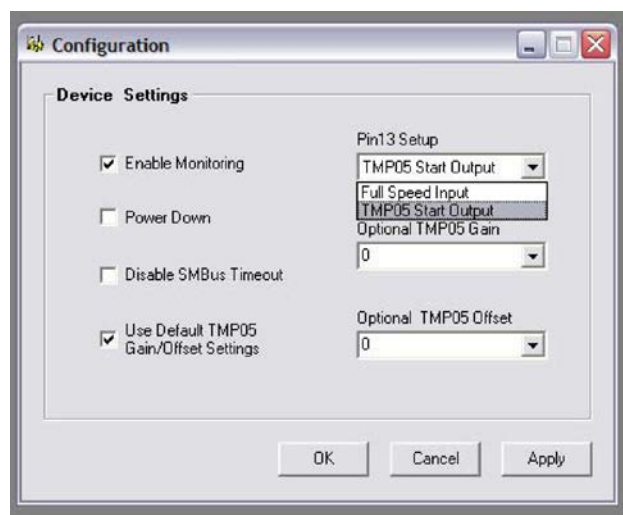 Configuration
Device Settings
Enable Monitoring
Power Down
Disable SMBus Timeout
Use Default TMP05
Gain/Offset Settings
Pin13 Setup
TMP05 Start Output
Full Speed Input
TMP05 Start Output
Optional TMP05 Gain
0
Optional TMP05 Offset
0
OK
Cancel
Apply